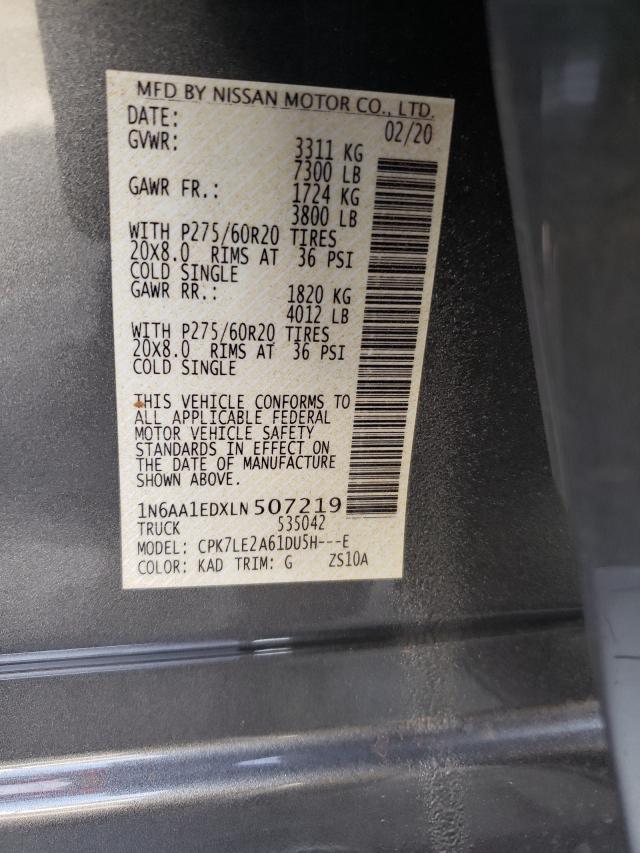 MFD BY NISSAN MOTOR CO., LTD.
DATE: 02/20
GVWR: 3311 KG
7300 LB
GAWR FR.: 1724 KG
3800 LB
WITH P275/60R20 TIRES
20X8.0 RIMS AT 36 PSI
COLD SINGLE
GAWR RR.: 1820 KG
4012 LB
WITH P275/60R20 TIRES
20X8.0 RIMS AT 36 PSI
COLD SINGLE
THIS VEHICLE CONFORMS TO
ALL APPLICABLE FEDERAL
MOTOR VEHICLE SAFETY
STANDARDS IN EFFECT ON
THE DATE OF MANUFACTURE
SHOWN ABOVE.
1N6AA1EDXLN507219
TRUCK 535042
MODEL: CPK7LE2A61DU5H---E
COLOR: KAD TRIM: G ZS10A